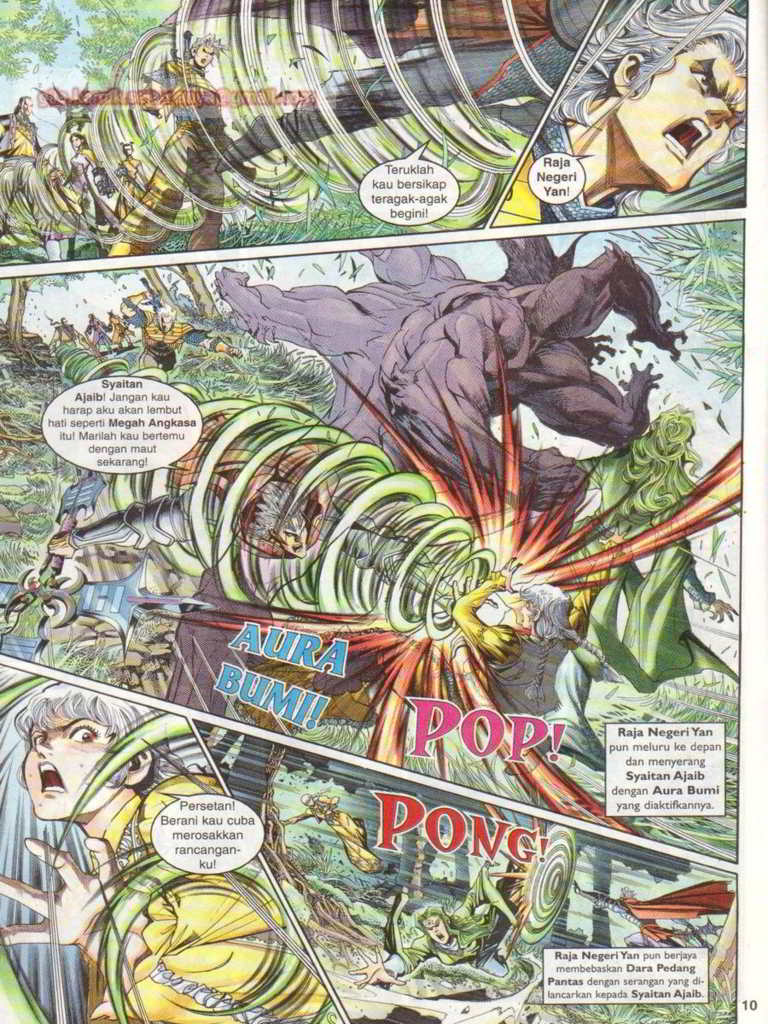 Teruklah
kau bersikap
teragak-agak
begini!
Raja
Negeri
Yan!
Syaitan
Ajaib! Jangan kau
harap aku akan lembut
hati seperti Megah Angkasa
itu! Marilah kau bertemu
dengan maut
sekarang!
AURA
BUMI!
POP!
Raja Negeri Yan
pun meluru ke depan
dan menyerang
Syaitan Ajaib
dengan Aura Bumi
yang diaktifkannya.
Persetan!
Berani kau cuba
merosakkan
rancangan-
ku!
PONG!
Raja Negeri Yan pun berjaya
membebaskan Dara Pedang
Pantas dengan serangan yang di-
lancarkan kepada Syaitan Ajaib.
10